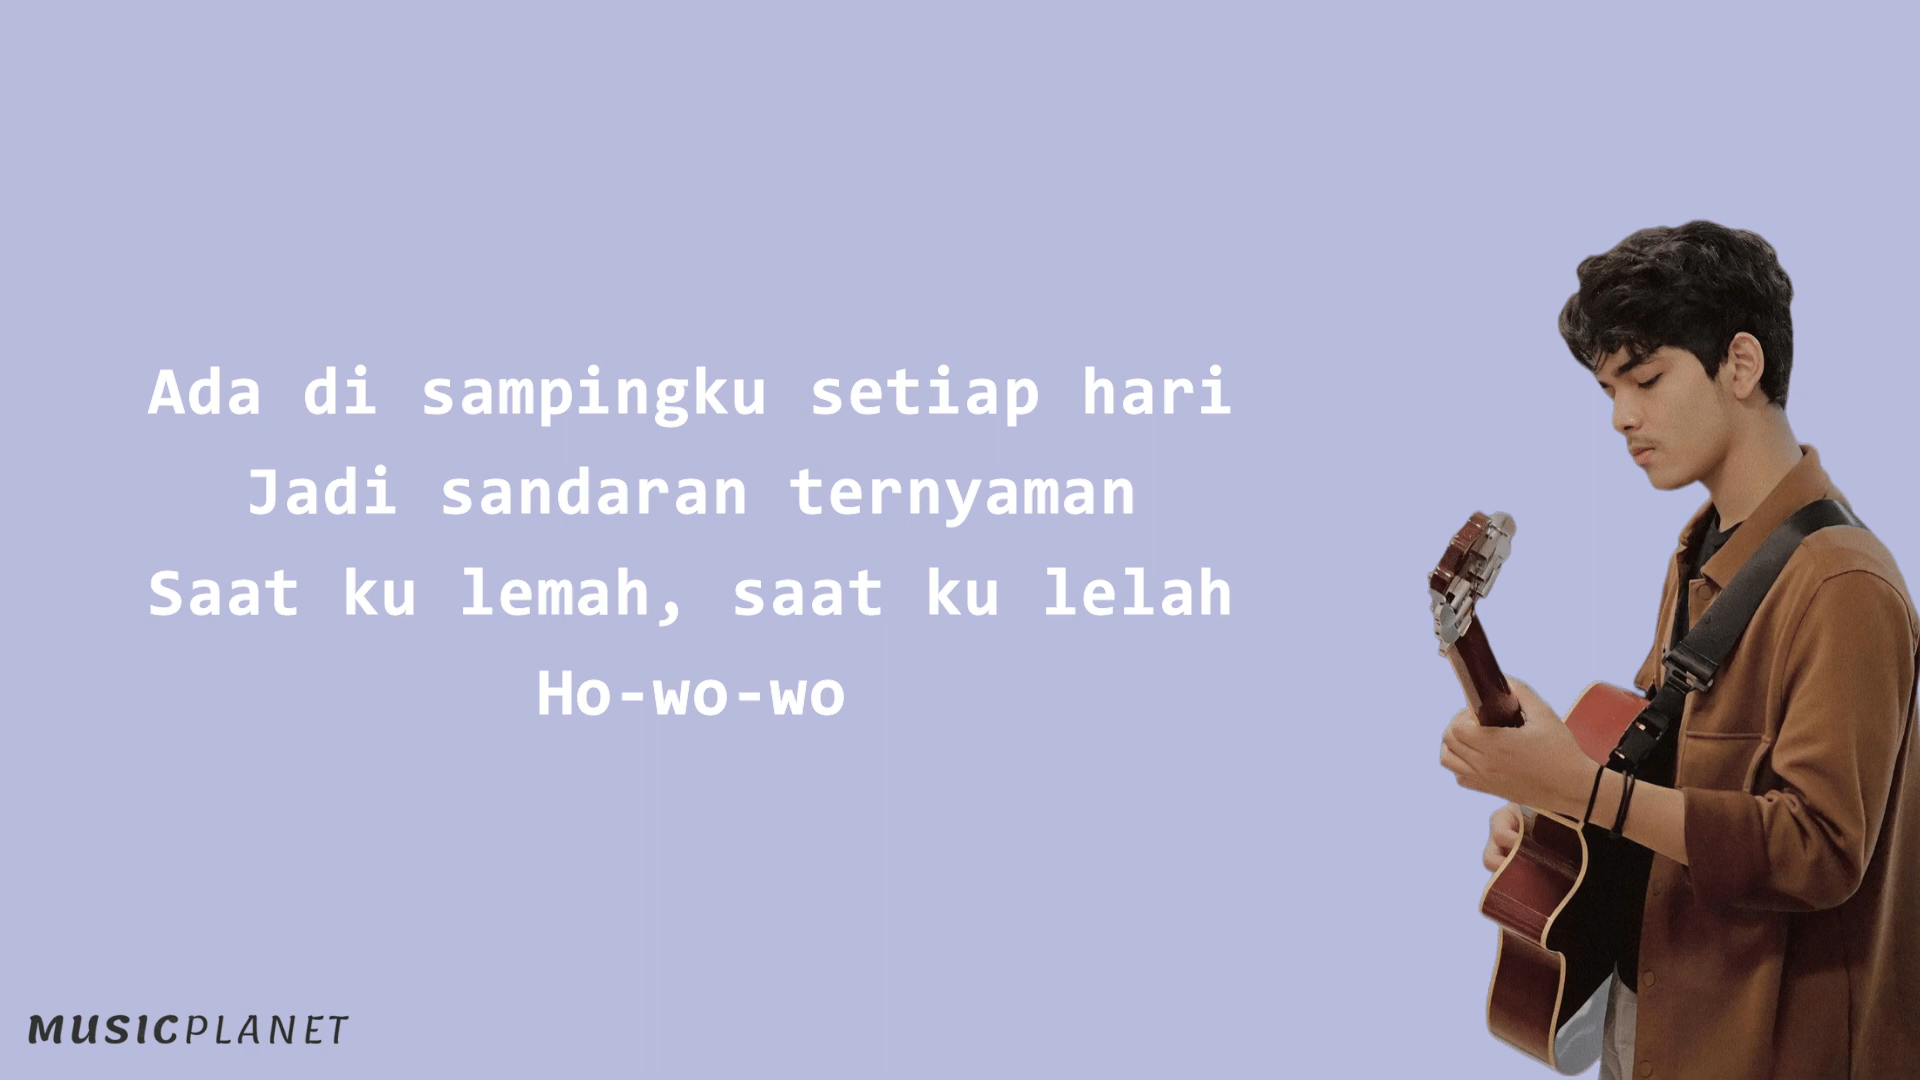 Ada di sampingku setiap hari
Jadi sandaran ternyaman
Saat ku lemah, saat ku lelah
Ho-wo-wo
MUSICPLANET